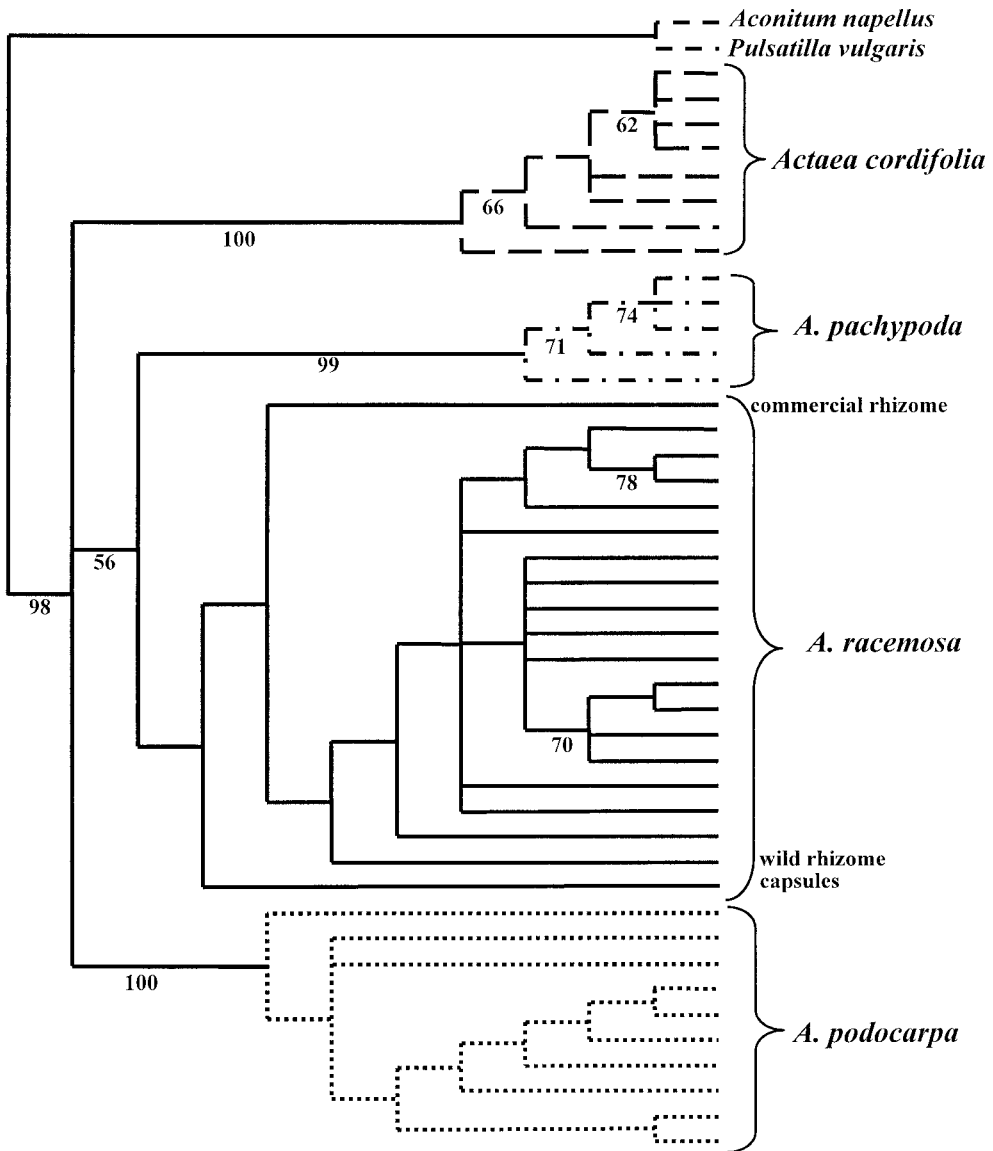 Aconitum napellus
Pulsatilla vulgaris
62
Actaea cordifolia
66
100
74
A. pachypoda
71
99
commercial rhizome
78
56
98
A. racemosa
70
wild rhizome
capsules
100
A. podocarpa